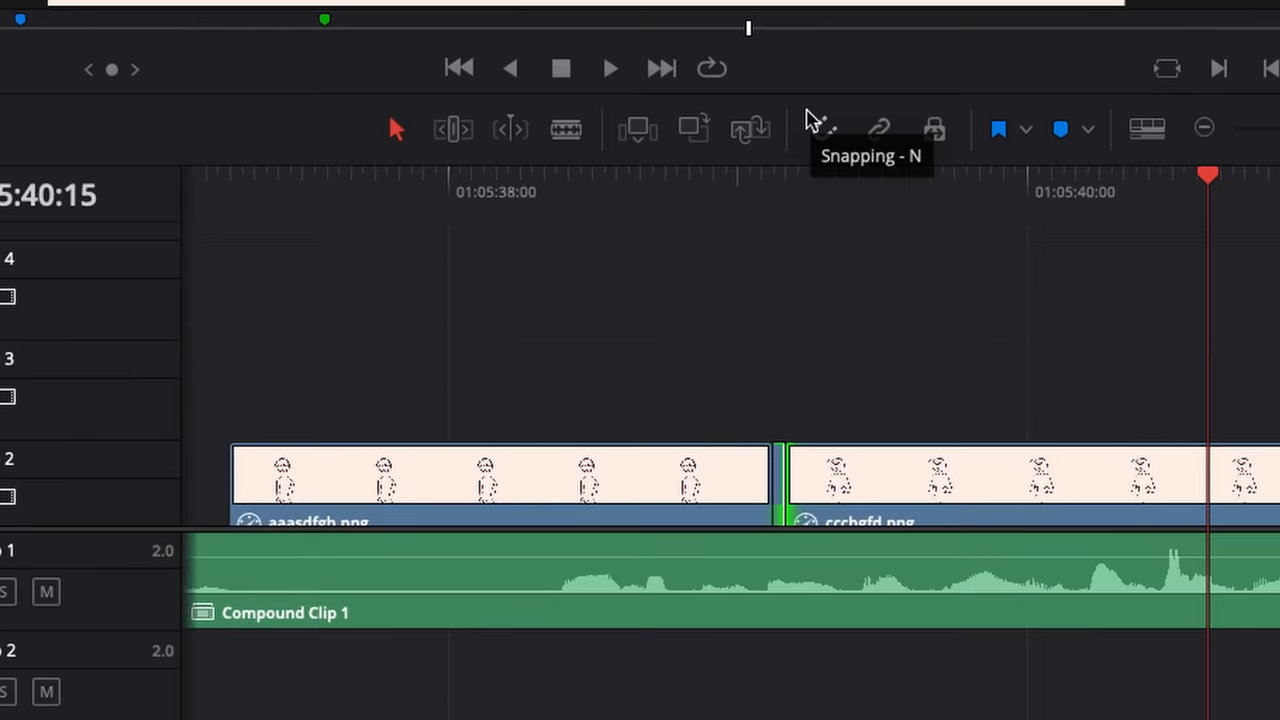 Snapping - N
5:40:15
01:05:38:00
01:05:40:00
4
3
2
aaasdfgh.png
cccbgfd.png
1
2.0
S
M
Compound Clip 1
2
2.0
S
M